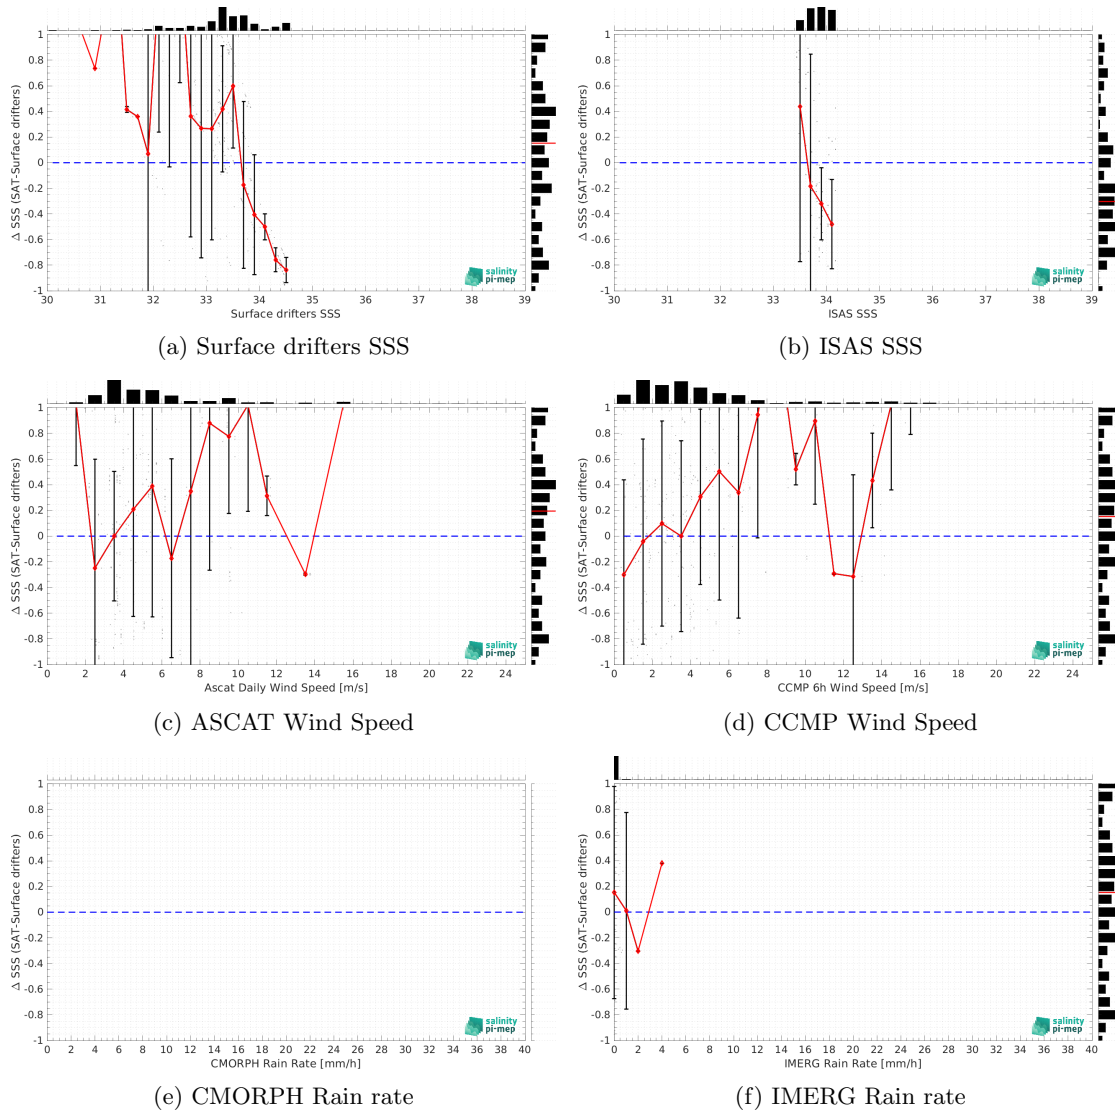 1
0.8
0.6
0.4
0.2
0
-0.2
-0.4
-0.6
-0.8
-1
Δ SSS (SAT-Surface drifters)
30 31 32 33 34 35 36 37 38 39
Surface drifters SSS
salinity
pi-mep
(a) Surface drifters SSS
1
0.8
0.6
0.4
0.2
0
-0.2
-0.4
-0.6
-0.8
-1
Δ SSS (SAT-Surface drifters)
30 31 32 33 34 35 36 37 38 39
ISAS SSS
salinity
pi-mep
(b) ISAS SSS
1
0.8
0.6
0.4
0.2
0
-0.2
-0.4
-0.6
-0.8
-1
Δ SSS (SAT-Surface drifters)
0 2 4 6 8 10 12 14 16 18 20 22 24
Ascat Daily Wind Speed [m/s]
salinity
pi-mep
(c) ASCAT Wind Speed
1
0.8
0.6
0.4
0.2
0
-0.2
-0.4
-0.6
-0.8
-1
Δ SSS (SAT-Surface drifters)
0 2 4 6 8 10 12 14 16 18 20 22 24
CCMP 6h Wind Speed [m/s]
salinity
pi-mep
(d) CCMP Wind Speed
1
0.8
0.6
0.4
0.2
0
-0.2
-0.4
-0.6
-0.8
-1
Δ SSS (SAT-Surface drifters)
0 2 4 6 8 10 12 14 16 18 20 22 24 26 28 30 32 34 36 38 40
CMORPH Rain Rate [mm/h]
salinity
pi-mep
(e) CMORPH Rain rate
1
0.8
0.6
0.4
0.2
0
-0.2
-0.4
-0.6
-0.8
-1
Δ SSS (SAT-Surface drifters)
0 2 4 6 8 10 12 14 16 18 20 22 24 26 28 30 32 34 36 38 40
IMERG Rain Rate [mm/h]
salinity
pi-mep
(f) IMERG Rain rate